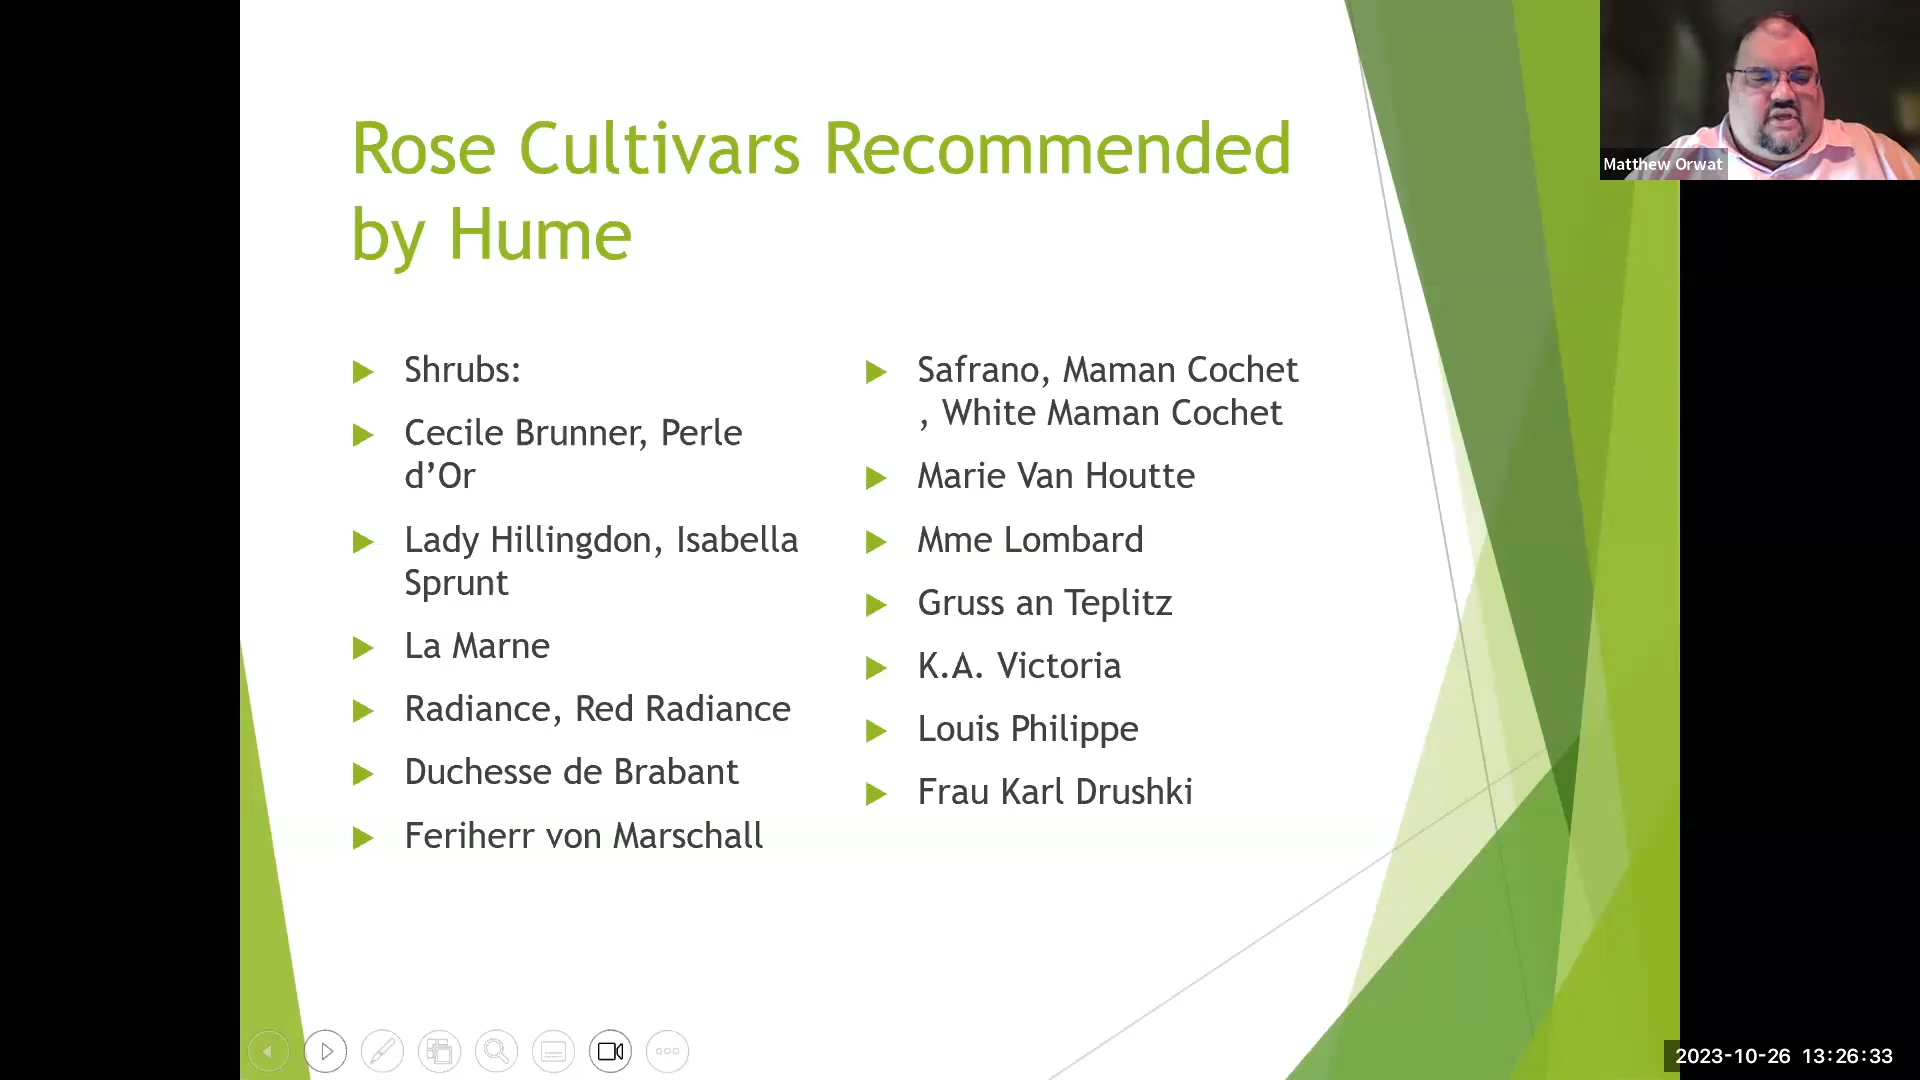 Rose Cultivars Recommended
by Hume
Shrubs:
Cecile Brunner, Perle
d’Or
Lady Hillingdon, Isabella
Sprunt
La Marne
Radiance, Red Radiance
Duchesse de Brabant
Feriherr von Marschall
Safrano, Maman Cochet
, White Maman Cochet
Marie Van Houtte
Mme Lombard
Gruss an Teplitz
K.A. Victoria
Louis Philippe
Frau Karl Drushki
Matthew Orwat
2023-10-26 13:26:33